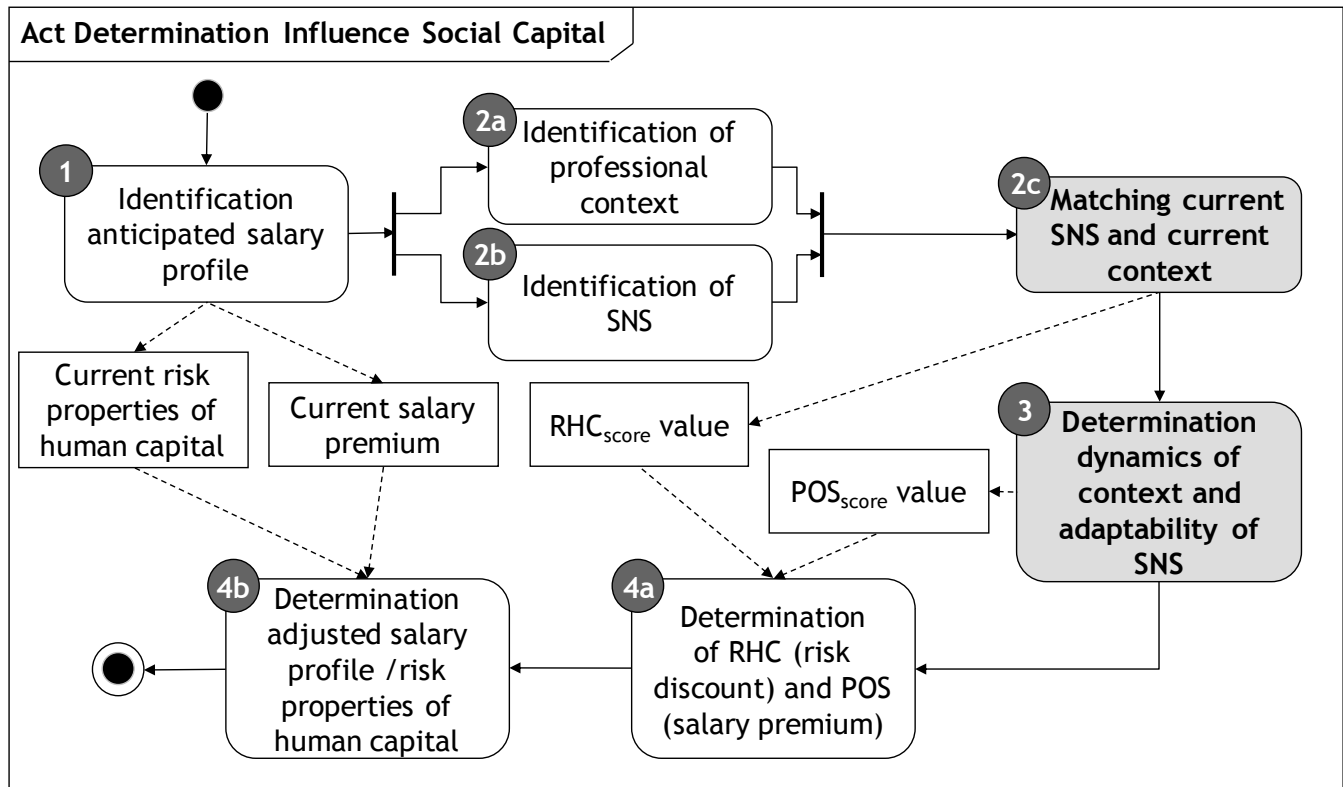 Act Determination Influence Social Capital
1
Identification
anticipated salary
profile
2a
Identification of
professional
context
2b
Identification of
SNS
2c
Matching current
SNS and current
context
Current risk
properties of
human capital
Current salary
premium
RHCscore value
POSscore value
3
Determination
dynamics of
context and
adaptability of
SNS
4b
Determination
adjusted salary
profile /risk
properties of
human capital
4a
Determination
of RHC (risk
discount) and POS
(salary premium)